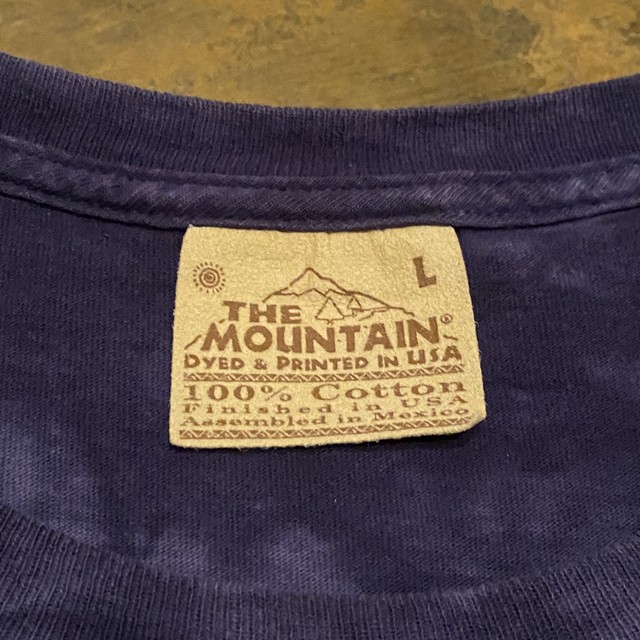 L
THE
MOUNTAIN®
DYED & PRINTED IN USA
100% Cotton
Finished in USA
Assembled in Mexico